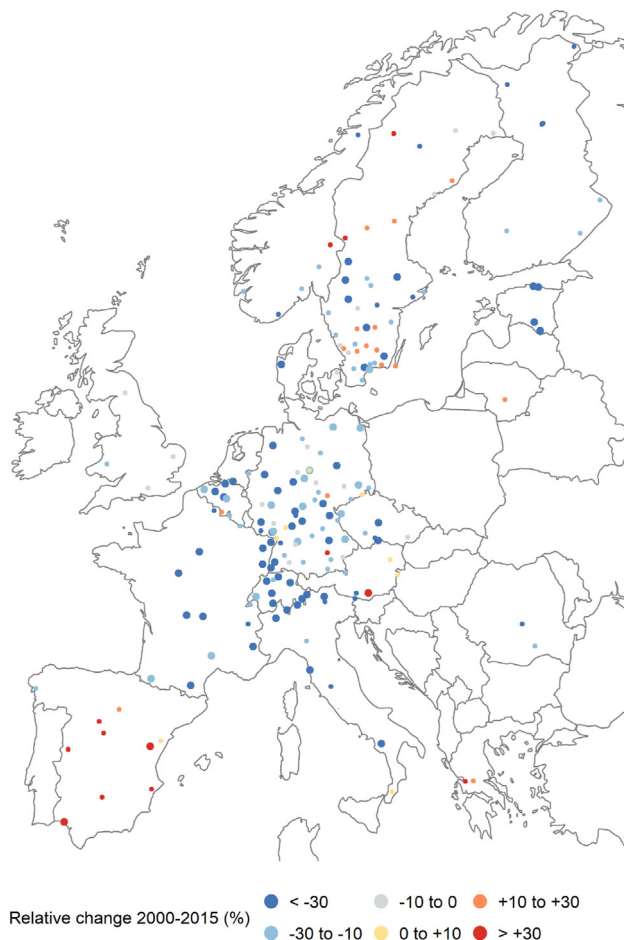 < -30 -10 to 0 +10 to +30
Relative change 2000-2015 (%)
-30 to -10 0 to +10 > +30